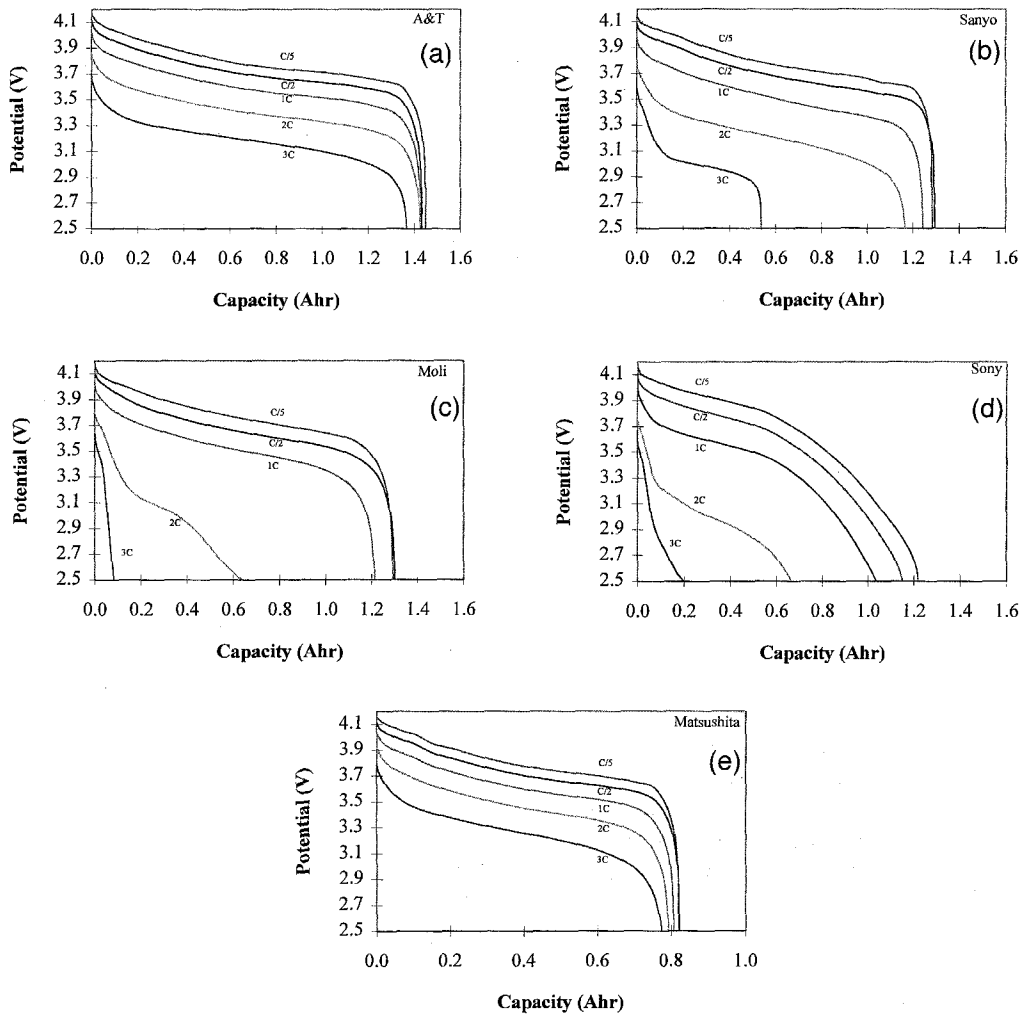 A&T
(a)
Potential (V)
4.1
3.9
3.7
3.5
3.3
3.1
2.9
2.7
2.5
C/5
C/2
1C
2C
3C
0.0 0.2 0.4 0.6 0.8 1.0 1.2 1.4 1.6
Capacity (Ahr)
Sanyo
(b)
Potential (V)
4.1
3.9
3.7
3.5
3.3
3.1
2.9
2.7
2.5
C/5
C/2
1C
2C
3C
0.0 0.2 0.4 0.6 0.8 1.0 1.2 1.4 1.6
Capacity (Ahr)
Moli
(c)
Potential (V)
4.1
3.9
3.7
3.5
3.3
3.1
2.9
2.7
2.5
C/5
C/2
1C
2C
3C
0.0 0.2 0.4 0.6 0.8 1.0 1.2 1.4 1.6
Capacity (Ahr)
Sony
(d)
Potential (V)
4.1
3.9
3.7
3.5
3.3
3.1
2.9
2.7
2.5
C/5
C/2
1C
2C
3C
0.0 0.2 0.4 0.6 0.8 1.0 1.2 1.4 1.6
Capacity (Ahr)
Matsushita
(e)
Potential (V)
4.1
3.9
3.7
3.5
3.3
3.1
2.9
2.7
2.5
C/5
C/2
1C
2C
3C
0.0 0.2 0.4 0.6 0.8 1.0
Capacity (Ahr)